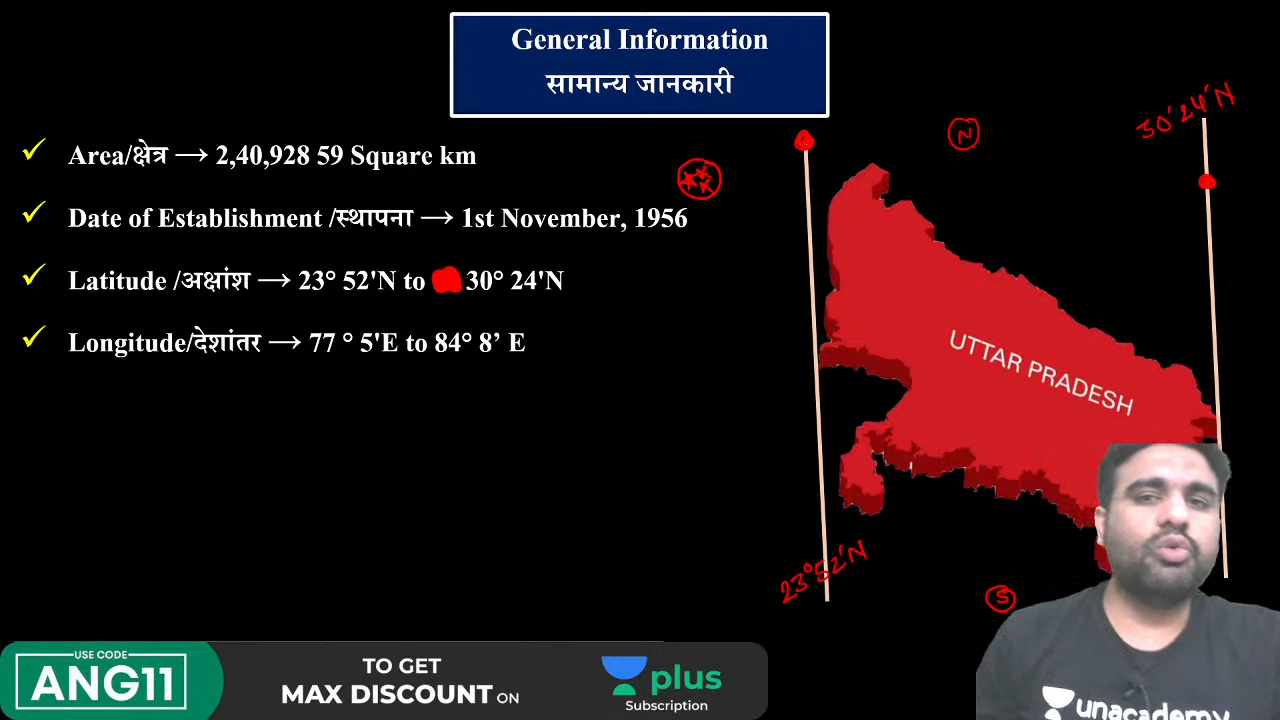 General Information
सामान्य जानकारी
Area/क्षेत्र → 2,40,928 59 Square km
Date of Establishment /स्थापना → 1st November, 1956
Latitude /अक्षांश → 23° 52'N to 30° 24'N
Longitude/देशांतर → 77 ° 5'E to 84° 8’ E
N
30°24'N
UTTAR PRADESH
23°52'N
S
USE CODE
ANG11
TO GET
MAX DISCOUNT ON
plus
Subscription
unacademy